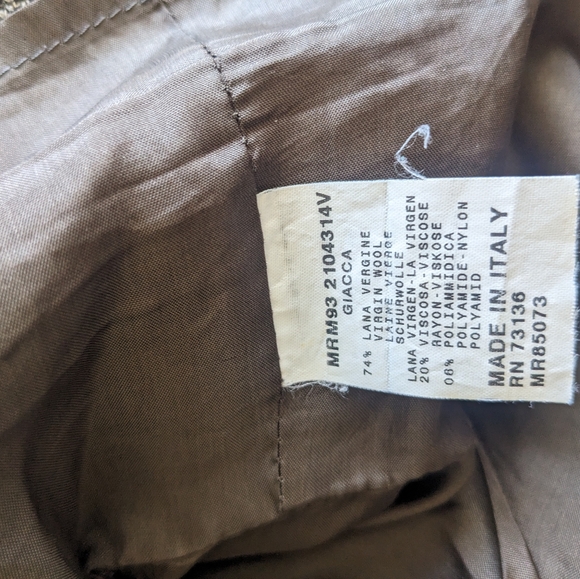 MRM93 2104314V
GIACCA
74% LANA VERGINE
VIRGIN WOOL
LAINE VIERGE
SCHURWOLLE
LANA VIRGEN-LA VIRGEN
20% VISCOSA-VISCOSE
RAYON-VISKOSE
06% POLIAMMIDICA
POLYAMIDE-NYLON
POLYAMID
MADE IN ITALY
RN 73136
MR85073